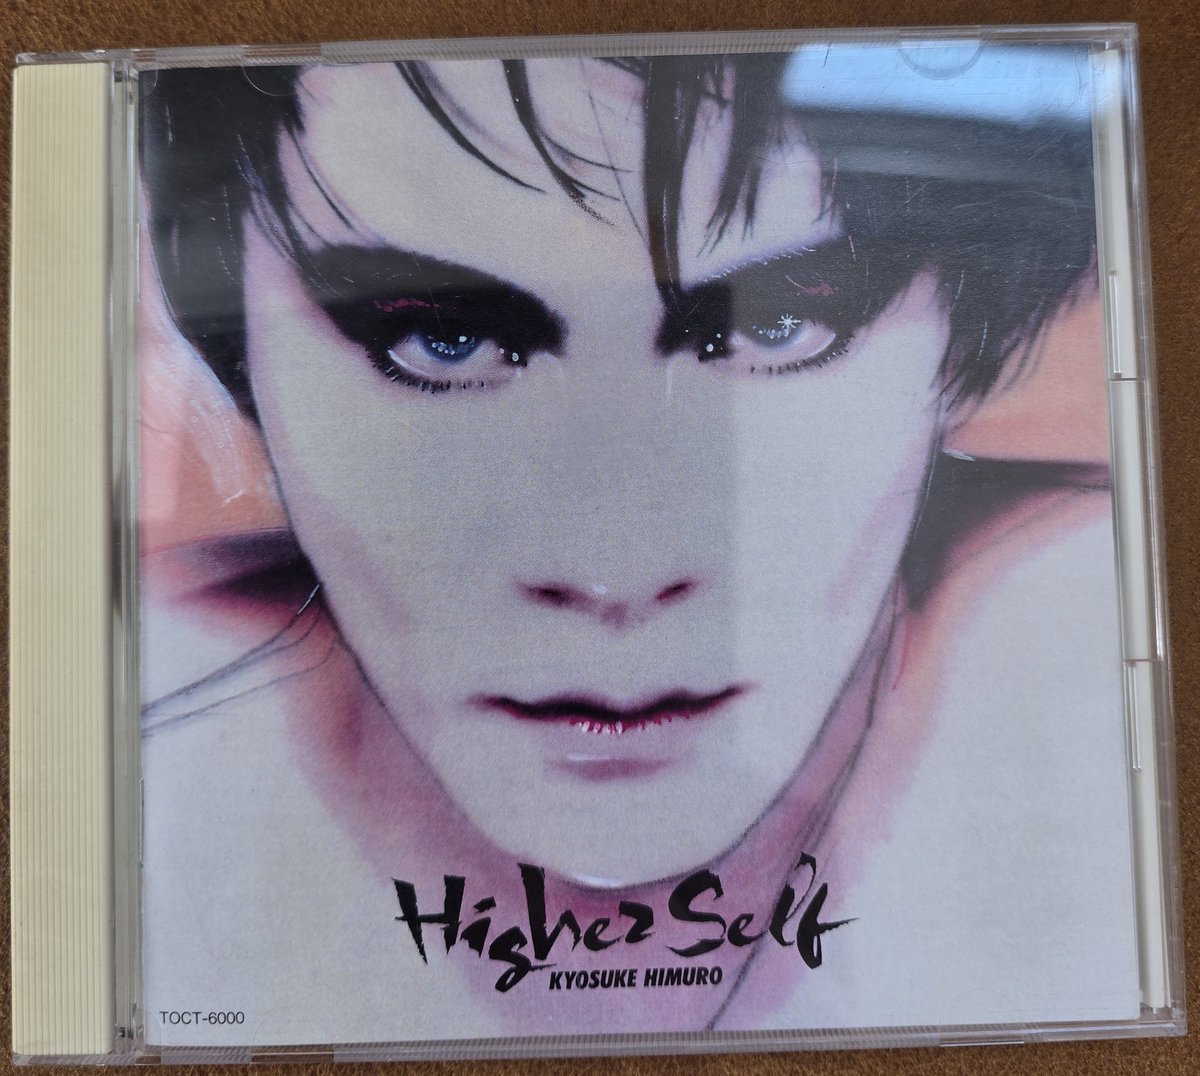 Higher Self
KYOSUKE HIMURO
TOCT-6000